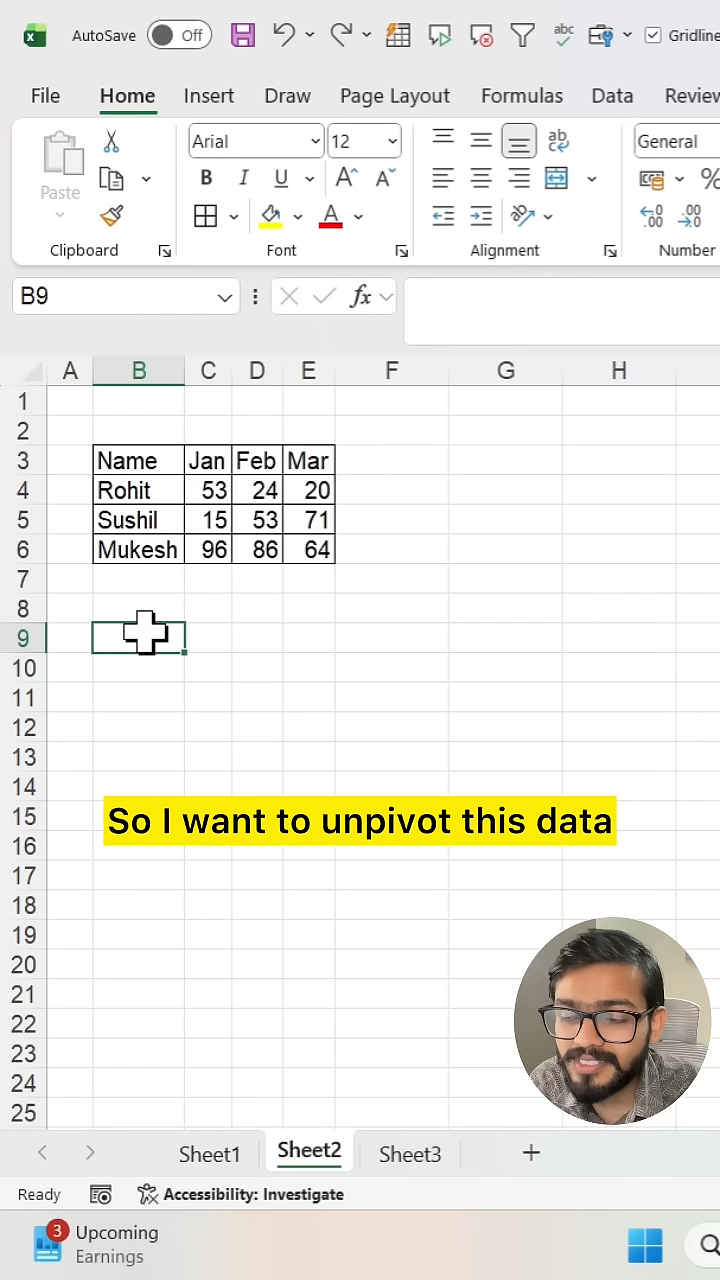 AutoSave Off Gridline
File Home Insert Draw Page Layout Formulas Data Review
Paste
Arial 12
ab
General
B I U A A
A
%
.00 .00
Clipboard Font Alignment Number
B9 fx
A B C D E F G H
1
2
3 Name Jan Feb Mar
4 Rohit 53 24 20
5 Sushil 15 53 71
6 Mukesh 96 86 64
7
8
9
10
11
12
13
14
15
So I want to unpivot this data
16
17
18
19
20
21
22
23
24
25
Sheet1 Sheet2 Sheet3 +
Ready Accessibility: Investigate
3 Upcoming
Earnings